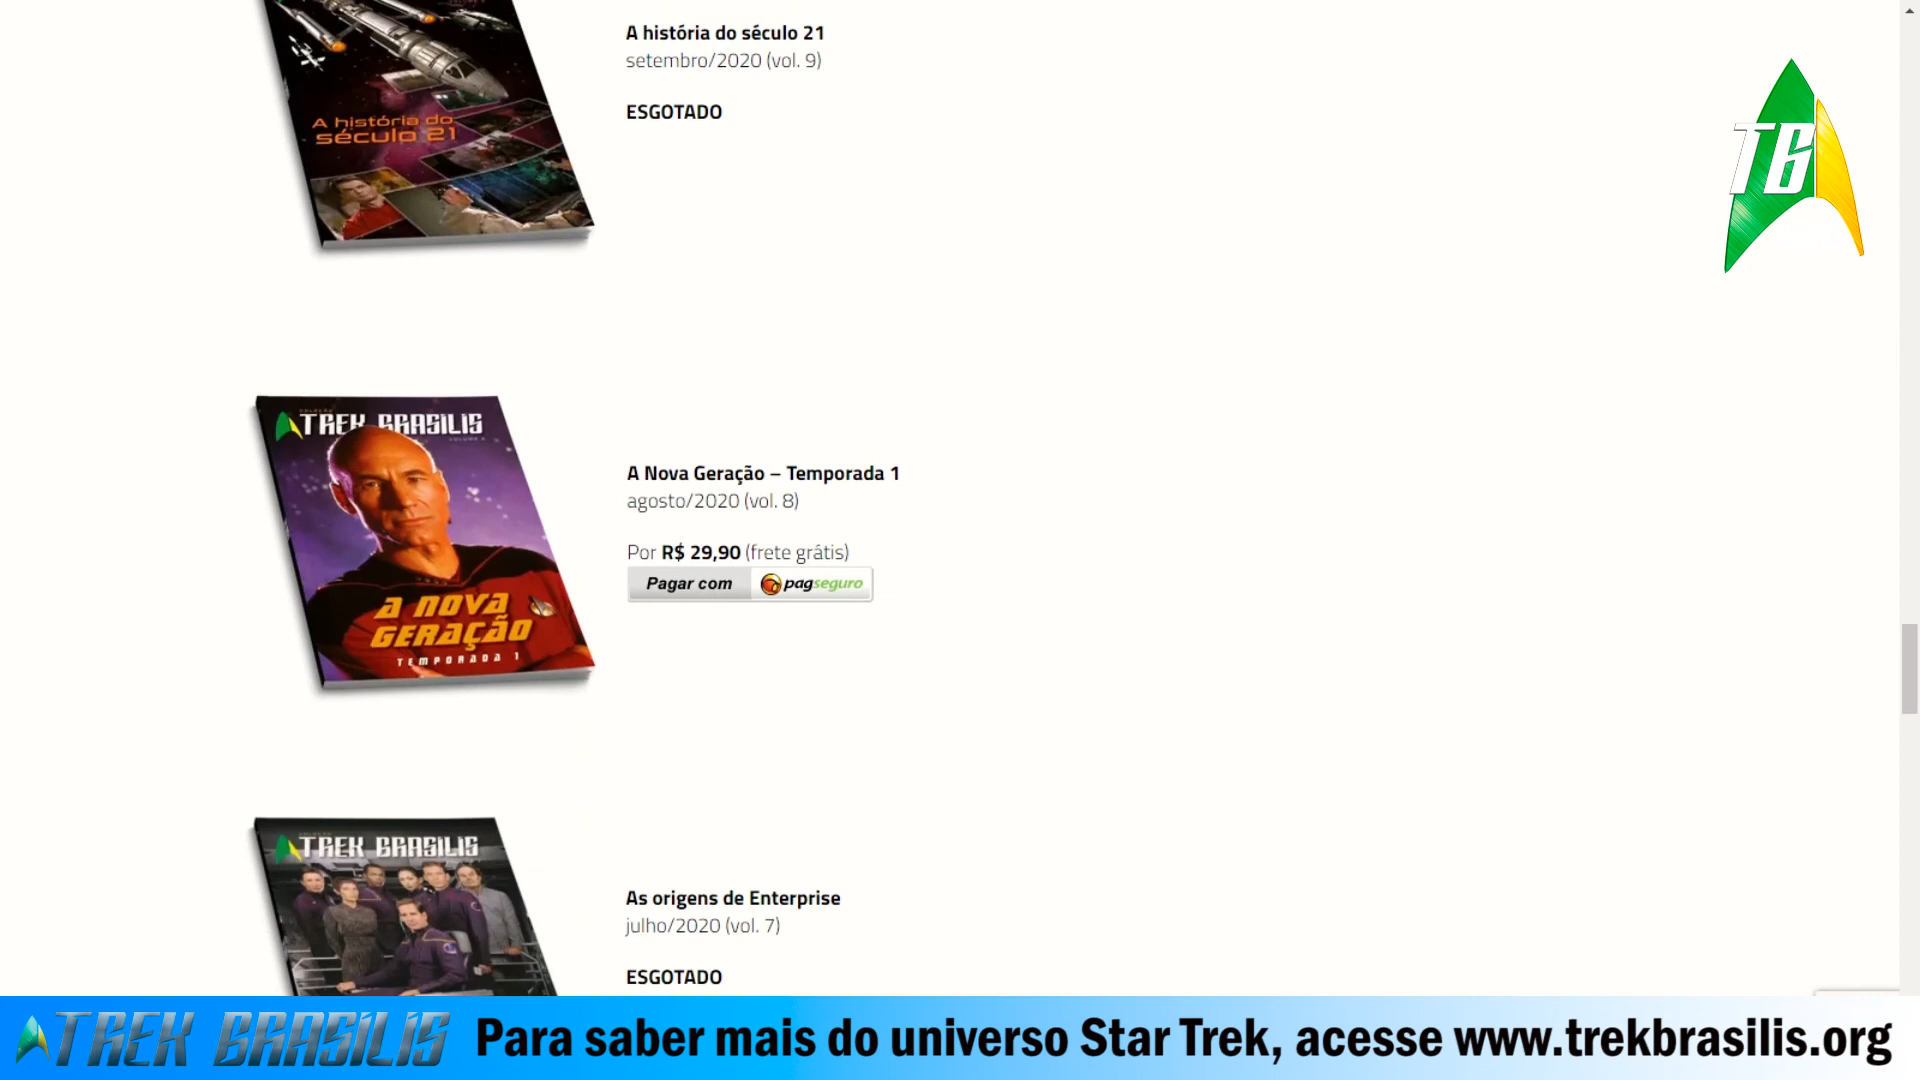 A história do século 21
setembro/2020 (vol. 9)
ESGOTADO
A história do
século 21
TB
TREK BRASILIS
A NOVA
GERAÇÃO
TEMPORADA 1
A Nova Geração – Temporada 1
agosto/2020 (vol. 8)
Por R$ 29,90 (frete grátis)
Pagar com pagseguro
TREK BRASILIS
As origens de Enterprise
julho/2020 (vol. 7)
ESGOTADO
TREK BRASILIS Para saber mais do universo Star Trek, acesse www.trekbrasilis.org